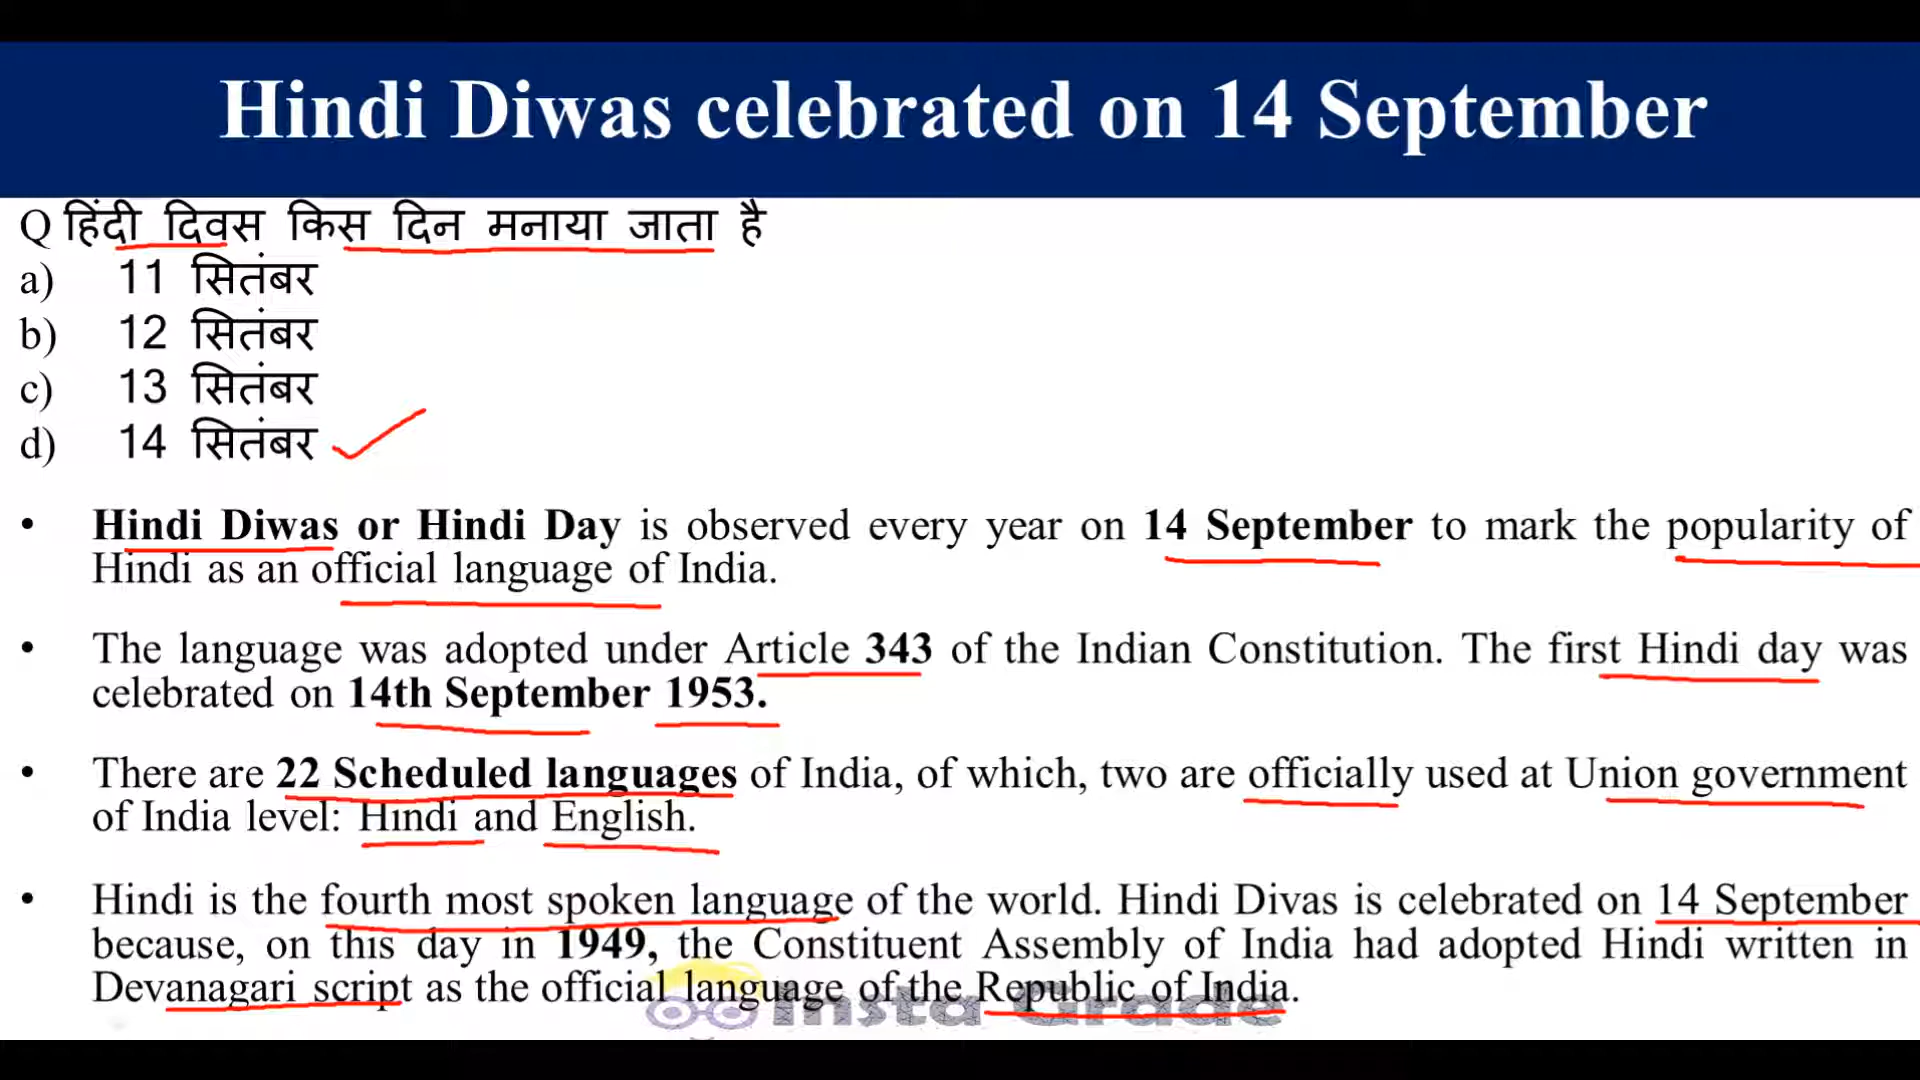 Hindi Diwas celebrated on 14 September
Q हिंदी दिवस किस दिन मनाया जाता है
a) 11 सितंबर
b) 12 सितंबर
c) 13 सितंबर
d) 14 सितंबर
• Hindi Diwas or Hindi Day is observed every year on 14 September to mark the popularity of
Hindi as an official language of India.
• The language was adopted under Article 343 of the Indian Constitution. The first Hindi day was
celebrated on 14th September 1953.
• There are 22 Scheduled languages of India, of which, two are officially used at Union government
of India level: Hindi and English.
• Hindi is the fourth most spoken language of the world. Hindi Divas is celebrated on 14 September
because, on this day in 1949, the Constituent Assembly of India had adopted Hindi written in
Devanagari script as the official language of the Republic of India.
Insta Grade